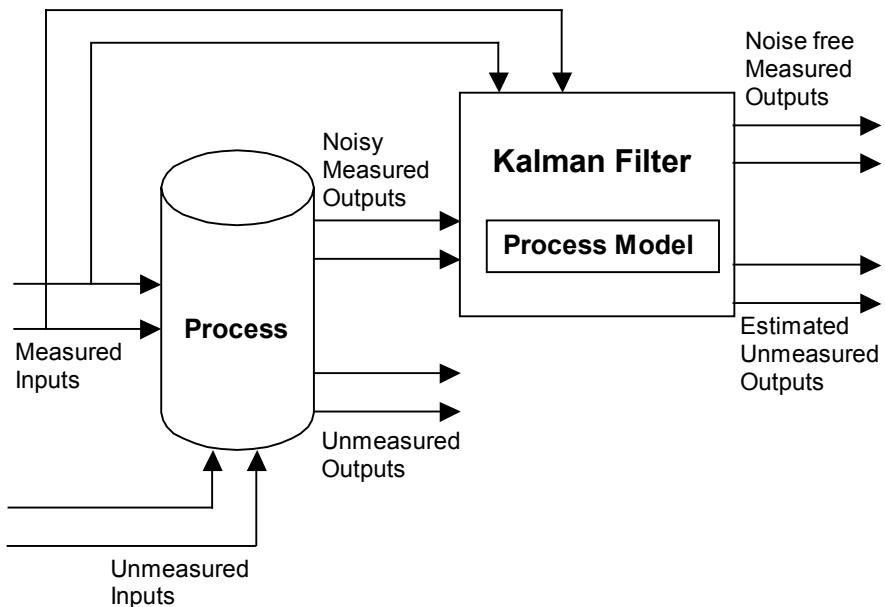 Noise free
Measured
Outputs
Noisy
Measured
Outputs
Kalman Filter
Process Model
Process
Measured
Inputs
Estimated
Unmeasured
Outputs
Unmeasured
Outputs
Unmeasured
Inputs